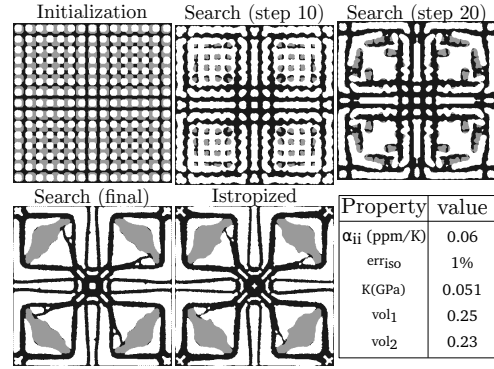 Initialization
Search (step 10)
Search (step 20)
Search (final)
Istropized
Property value
αii (ppm/K) 0.06
erriso 1%
K(GPa) 0.051
vol1 0.25
vol2 0.23